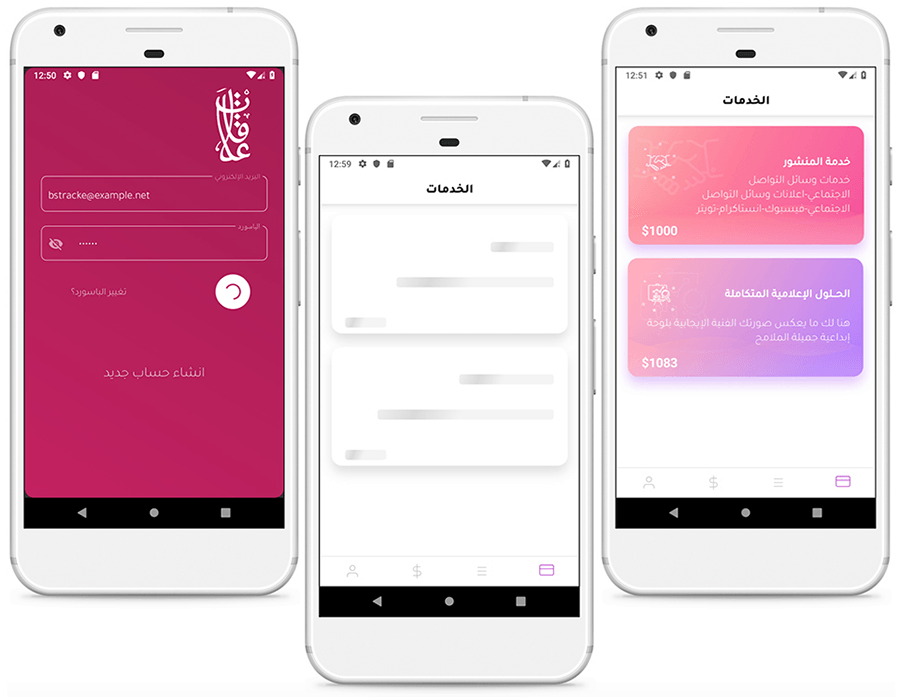 12:50
علاقات
البريد الإلكتروني
bstracke@example.net
الباسورد
••••••
تغيير الباسورد؟
انشاء حساب جديد
12:59
الخدمات
12:51
الخدمات
خدمة المنشور
خدمات وسائل التواصل
الاجتماعي-اعلانات وسائل التواصل
الاجتماعي-فيسبوك-انستاكرام-تويتر
$1000
الحلول الإعلامية المتكاملة
هنا لك ما يعكس صورتك الفنية الإيجابية بلوحة
إبداعية جميلة الملامح
$1083